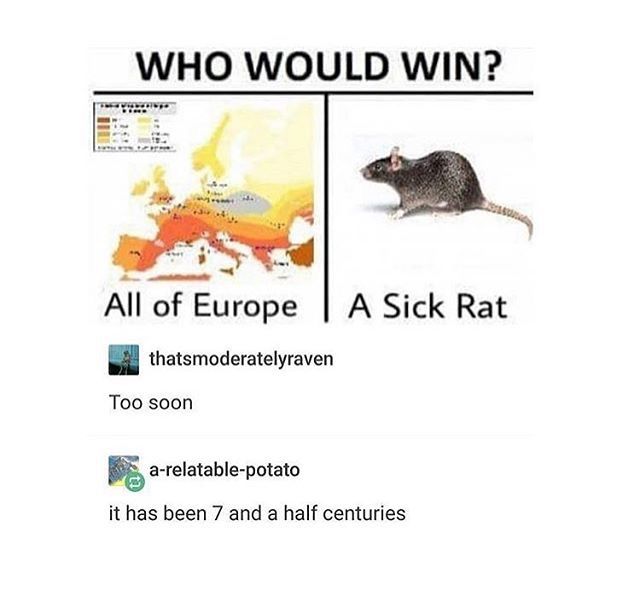 WHO WOULD WIN?
All of Europe
A Sick Rat
thatsmoderatelyraven
Too soon
a-relatable-potato
it has been 7 and a half centuries